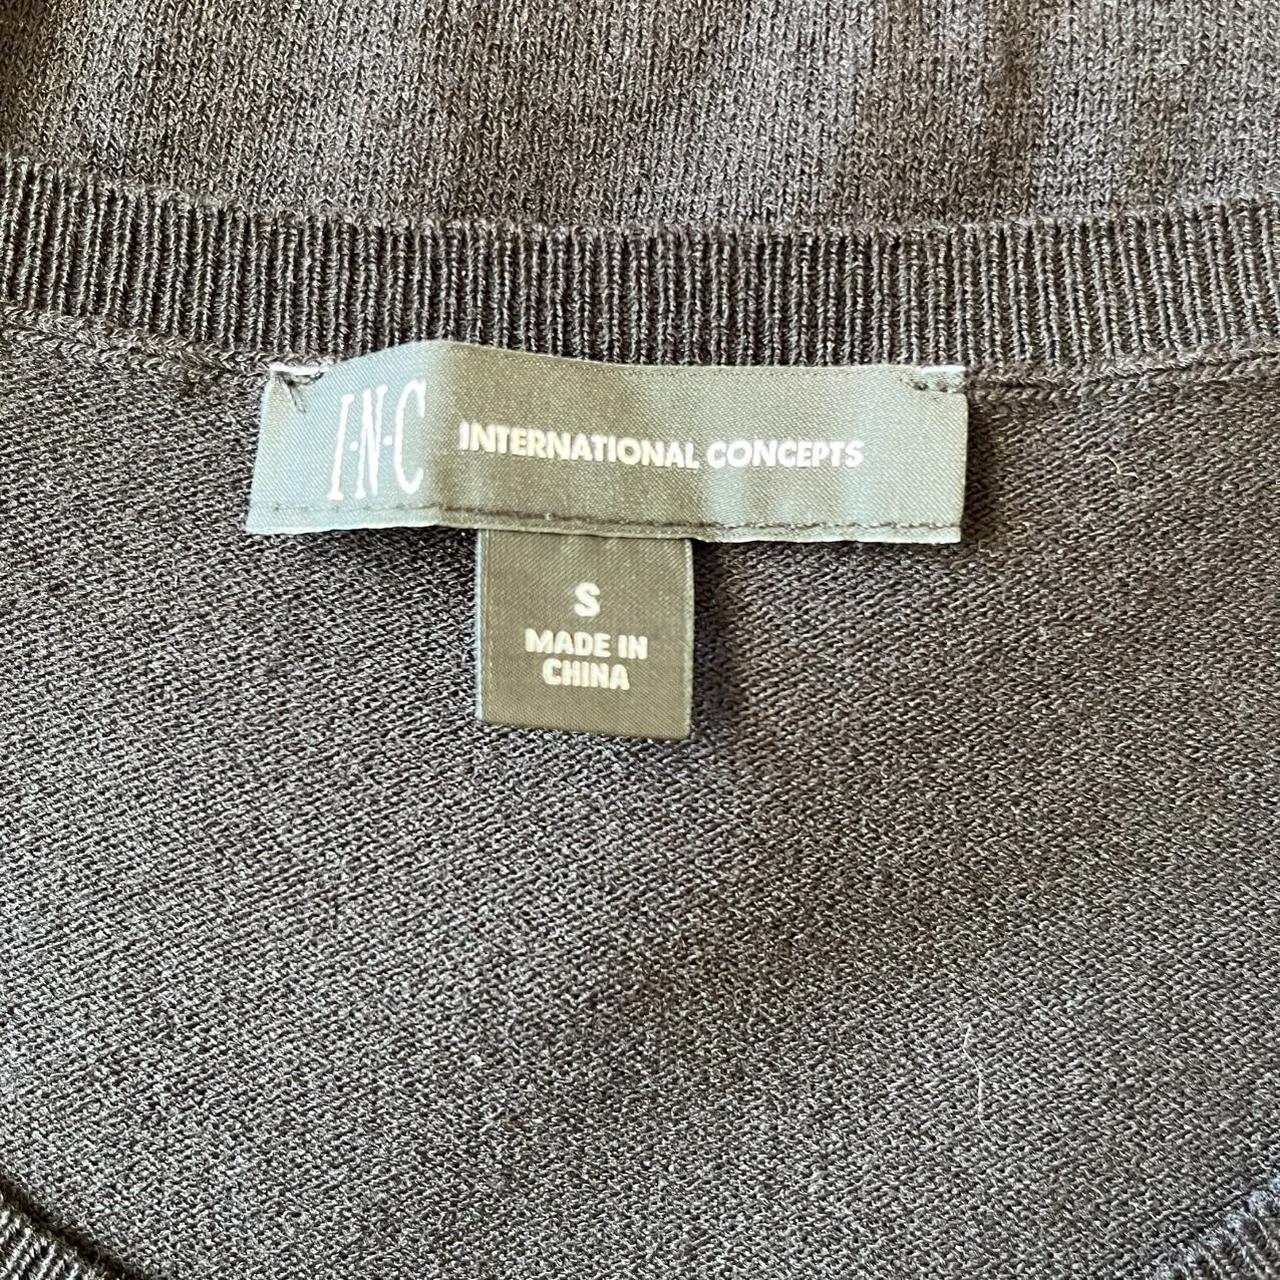 I·N·C INTERNATIONAL CONCEPTS
S
MADE IN
CHINA